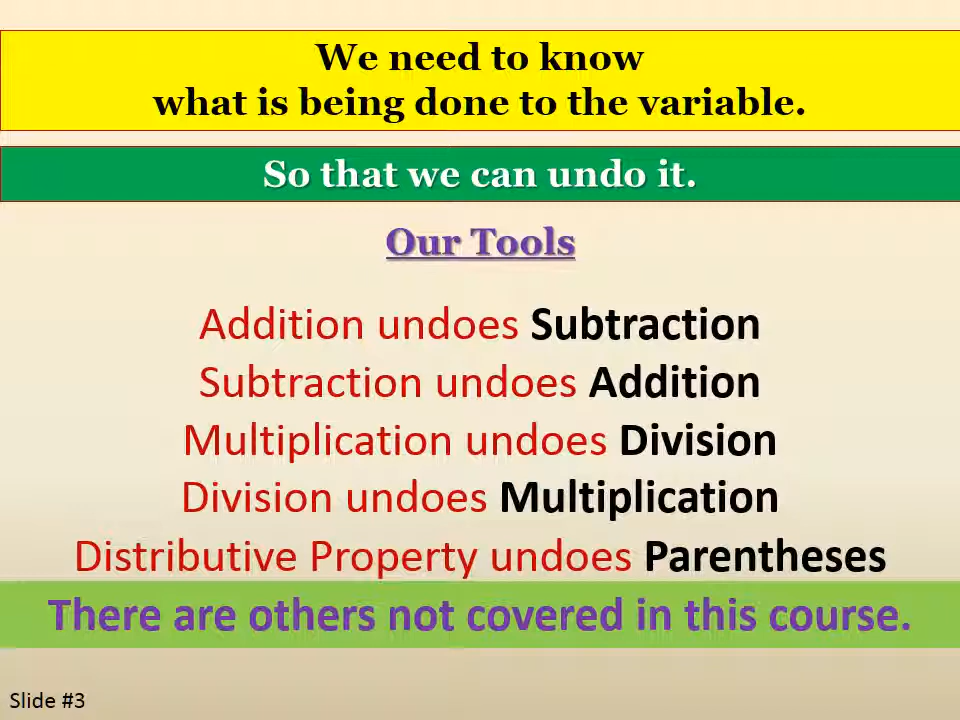 We need to know
what is being done to the variable.
So that we can undo it.
Our Tools
Addition undoes Subtraction
Subtraction undoes Addition
Multiplication undoes Division
Division undoes Multiplication
Distributive Property undoes Parentheses
There are others not covered in this course.
Slide #3